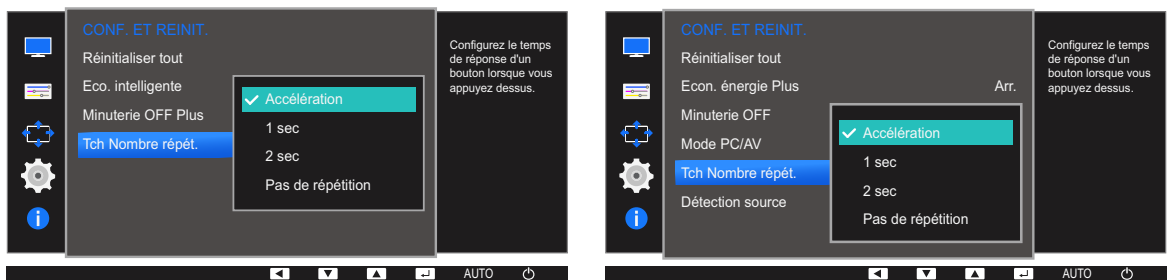 CONF. ET REINIT.
Réinitialiser tout
Eco. intelligente
Minuterie OFF Plus
Tch Nombre répét.
Accélération
1 sec
2 sec
Pas de répétition
Configurez le temps
de réponse d'un
bouton lorsque vous
appuyez dessus.
AUTO
CONF. ET REINIT.
Réinitialiser tout
Econ. énergie Plus
Arr.
Minuterie OFF
Mode PC/AV
Tch Nombre répét.
Détection source
Accélération
1 sec
2 sec
Pas de répétition
Configurez le temps
de réponse d'un
bouton lorsque vous
appuyez dessus.
AUTO